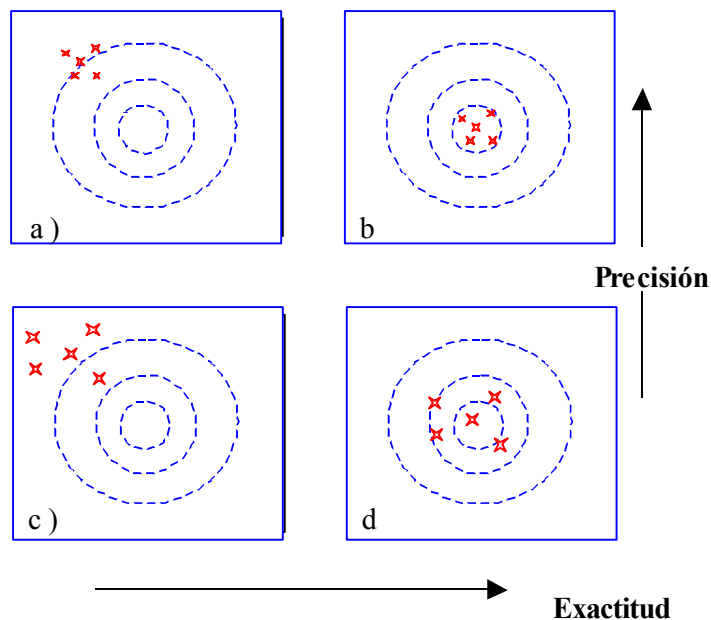 a )
b
Precisión
c )
d
Exactitud